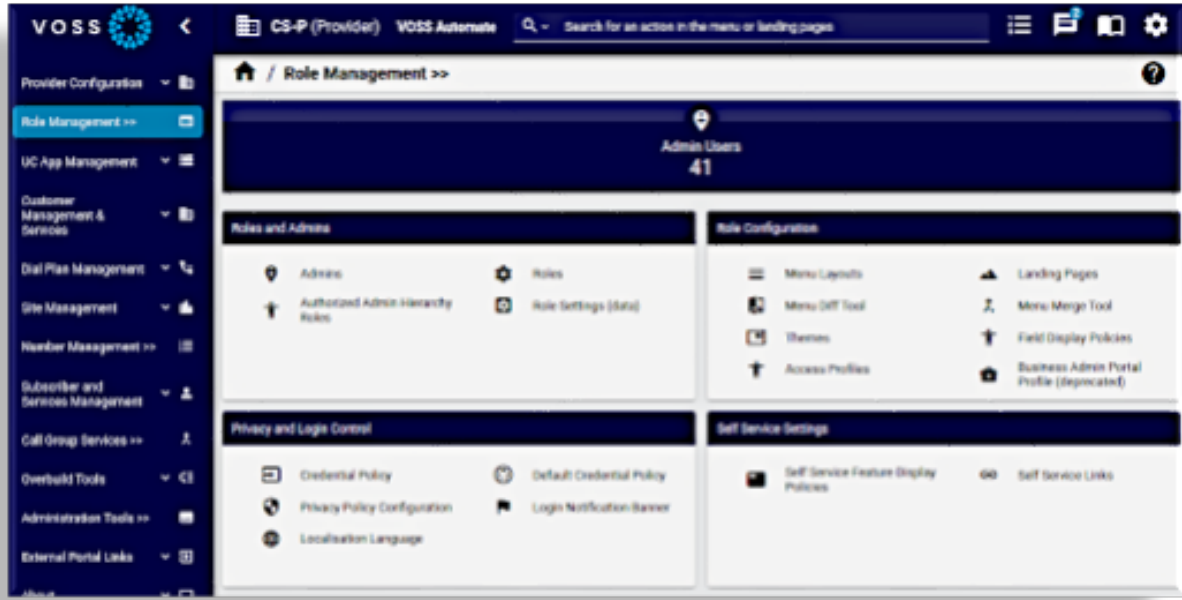 VOSS
CS-P (Provider) VOSS Automate
Search for an action in the menu or landing pages
2
Provider Configuration
Role Management >>
UC App Management
Customer
Management &
Services
Dial Plan Management
Site Management
Number Management >>
Subscriber and
Services Management
Call Group Services >>
Overbuild Tools
Administration Tools >>
External Portal Links
About
/ Role Management >>
Admin Users
41
Roles and Admins
Admins
Roles
Authorized Admin Hierarchy
Roles
Role Settings (data)
Role Configuration
Menu Layouts
Landing Pages
Menu Diff Tool
Menu Merge Tool
Themes
Field Display Policies
Access Profiles
Business Admin Portal
Profile (deprecated)
Privacy and Login Control
Credential Policy
Default Credential Policy
Privacy Policy Configuration
Login Notification Banner
Localisation Language
Self Service Settings
Self Service Feature Display
Policies
Self Service Links